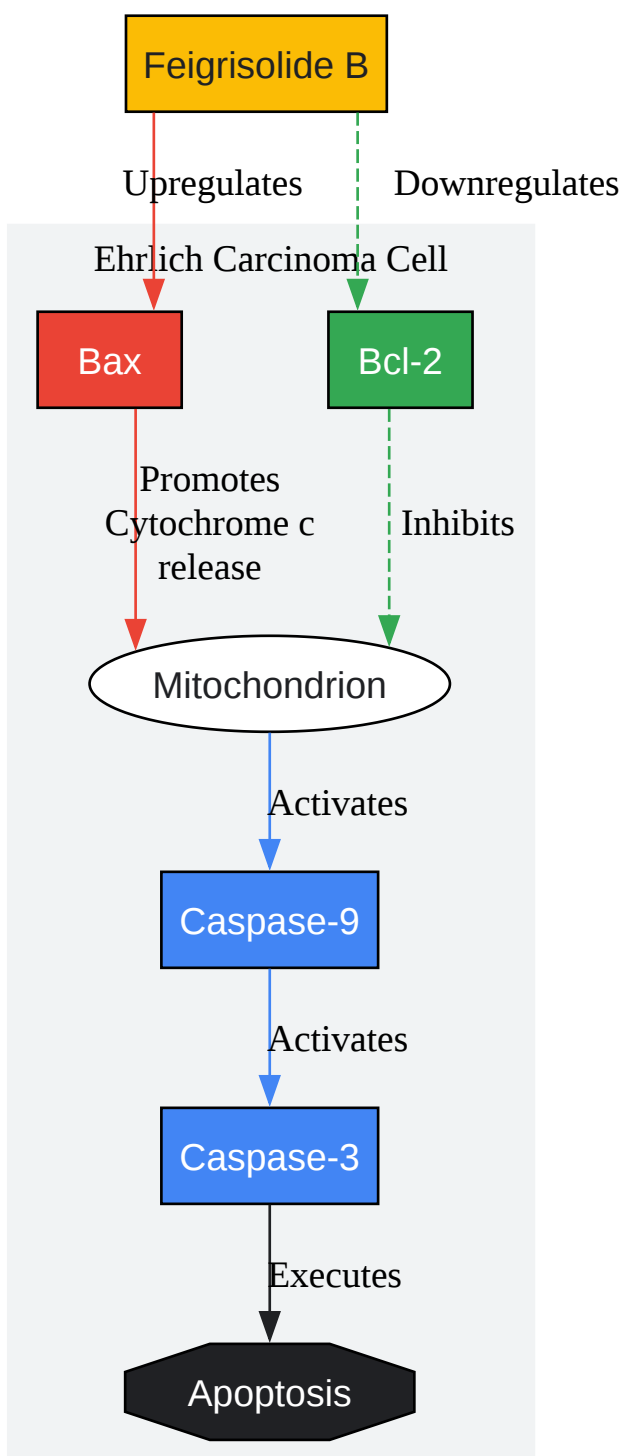 Feigrisolide B
Upregulates
Downregulates
Ehrlich Carcinoma Cell
Bax
Bcl-2
Promotes
Cytochrome c
release
Inhibits
Mitochondrion
Activates
Caspase-9
Activates
Caspase-3
Executes
Apoptosis